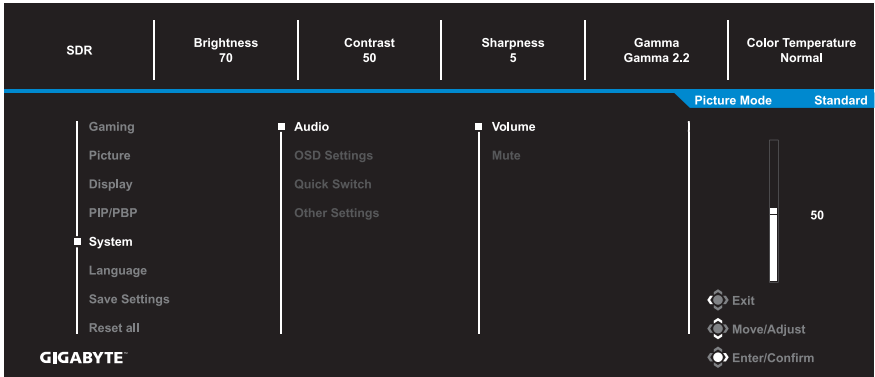 SDR
Brightness
70
Contrast
50
Sharpness
5
Gamma
Gamma 2.2
Color Temperature
Normal
Picture Mode Standard
Gaming
Picture
Display
PIP/PBP
System
Language
Save Settings
Reset all
Audio
OSD Settings
Quick Switch
Other Settings
Volume
Mute
50
Exit
Move/Adjust
Enter/Confirm
GIGABYTE™